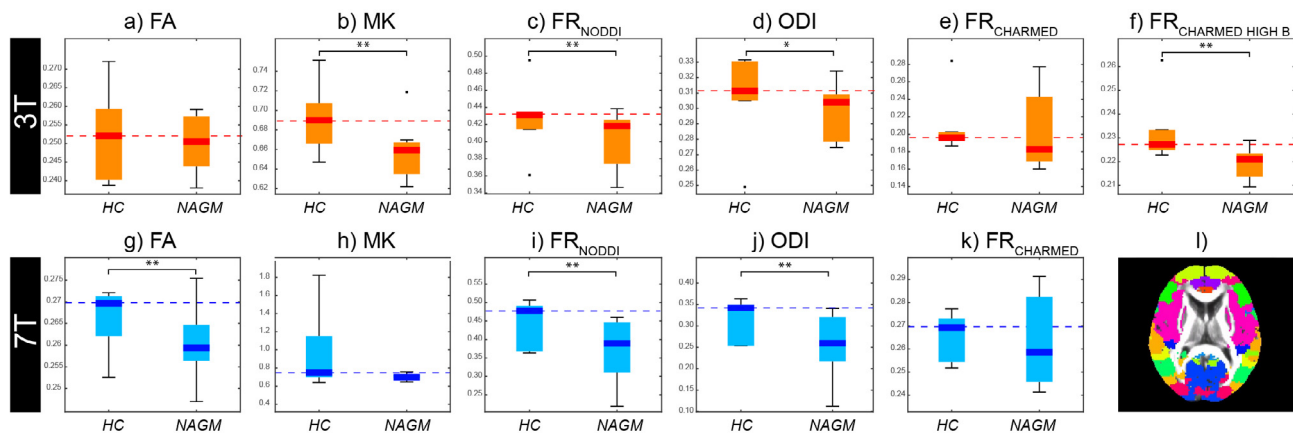 a) FA b) MK c) FR NODDI d) ODI e) FR CHARMED f) FR CHARMED HIGH B
3T
0.270 0.265 0.260 0.255 0.250 0.245 0.240
HC NAGM
**
0.74 0.72 0.70 0.68 0.66 0.64 0.62
HC NAGM
**
0.50 0.48 0.46 0.44 0.42 0.40 0.38 0.36 0.34
HC NAGM
*
0.33 0.32 0.31 0.30 0.29 0.28 0.27 0.26 0.25
HC NAGM
0.28 0.26 0.24 0.22 0.20 0.18 0.16 0.14
HC NAGM
**
0.26 0.25 0.24 0.23 0.22 0.21
HC NAGM
g) FA h) MK i) FR NODDI j) ODI k) FR CHARMED l)
7T
**
0.275 0.27 0.265 0.26 0.255 0.25
HC NAGM
1.8 1.6 1.4 1.2 1.0 0.8 0.6 0.4
HC NAGM
**
0.55 0.50 0.45 0.40 0.35 0.30 0.25
HC NAGM
**
0.40 0.35 0.30 0.25 0.20 0.15 0.10
HC NAGM
0.29 0.28 0.27 0.26 0.25 0.24
HC NAGM